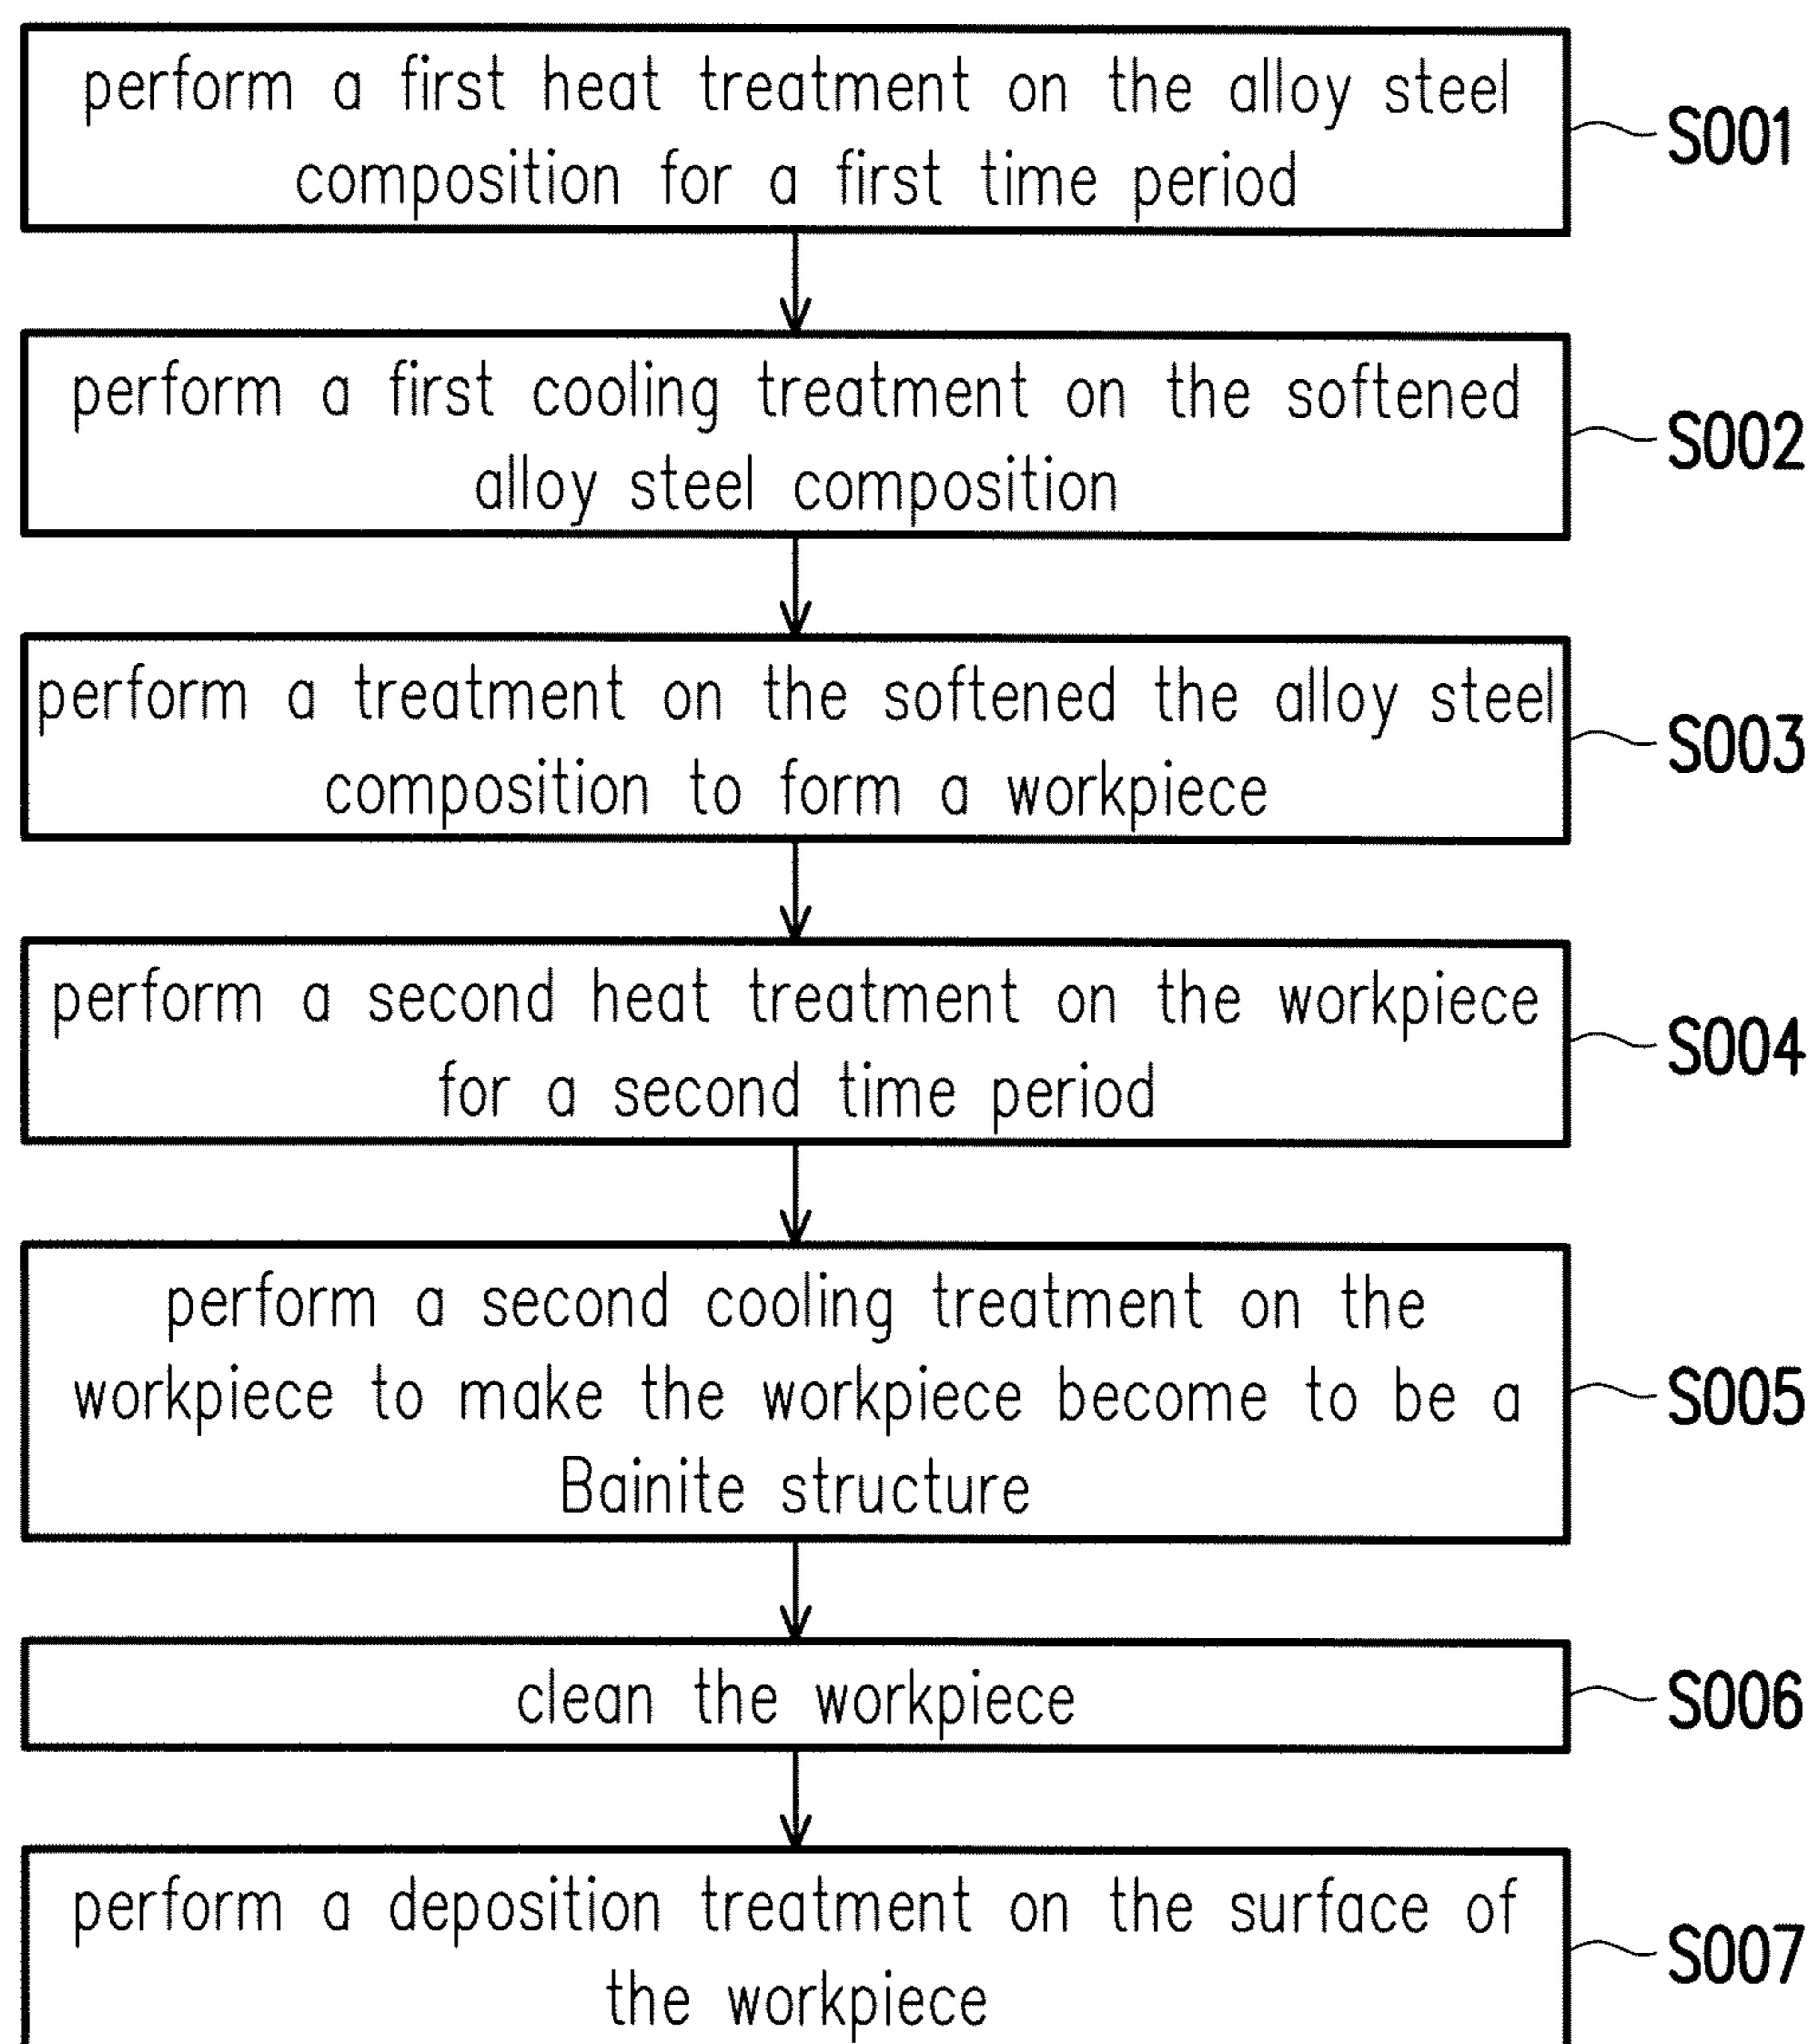 perform a first heat treatment on the alloy steel
composition for a first time period
S001
perform a first cooling treatment on the softened
alloy steel composition
S002
perform a treatment on the softened the alloy steel
composition to form a workpiece
S003
perform a second heat treatment on the workpiece
for a second time period
S004
perform a second cooling treatment on the
workpiece to make the workpiece become to be a
Bainite structure
S005
clean the workpiece
S006
perform a deposition treatment on the surface of
the workpiece
S007